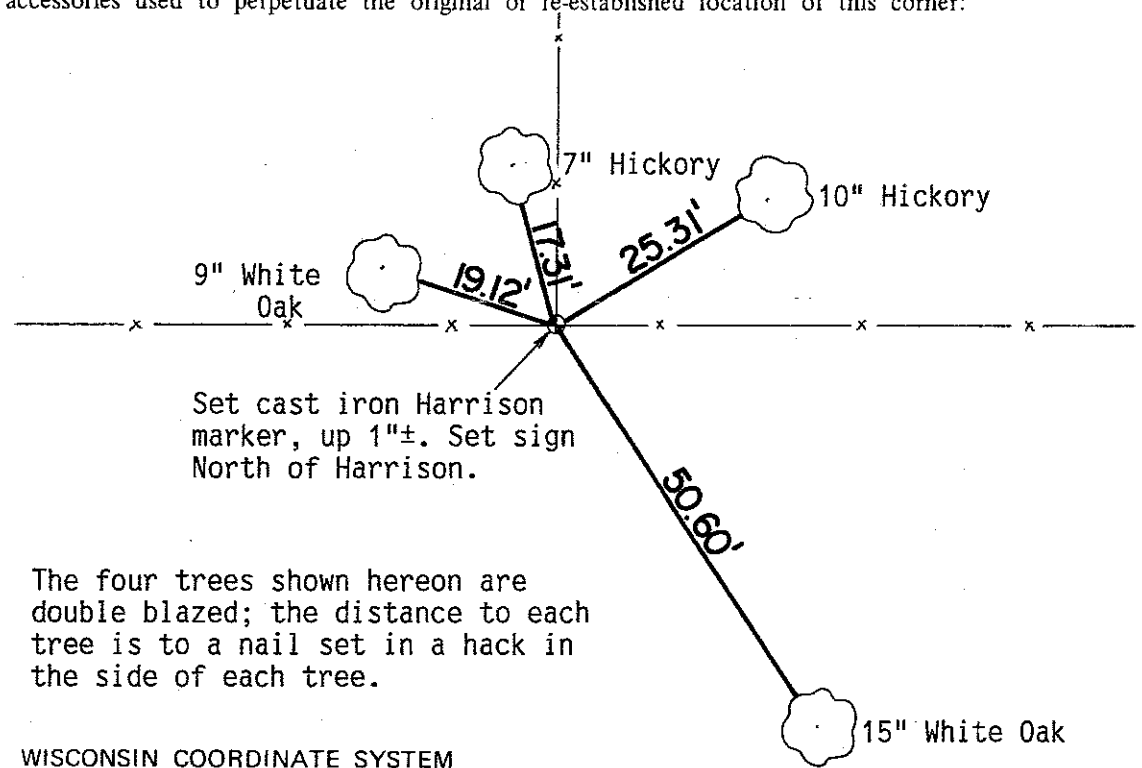 accessories used to perpetuate the original or re-established location of this corner:
7" Hickory
10" Hickory
17.31'
25.31'
9" White
Oak
19.12'
Set cast iron Harrison
marker, up 1"±. Set sign
North of Harrison.
50.60'
The four trees shown hereon are
double blazed; the distance to each
tree is to a nail set in a hack in
the side of each tree.
15" White Oak
WISCONSIN COORDINATE SYSTEM